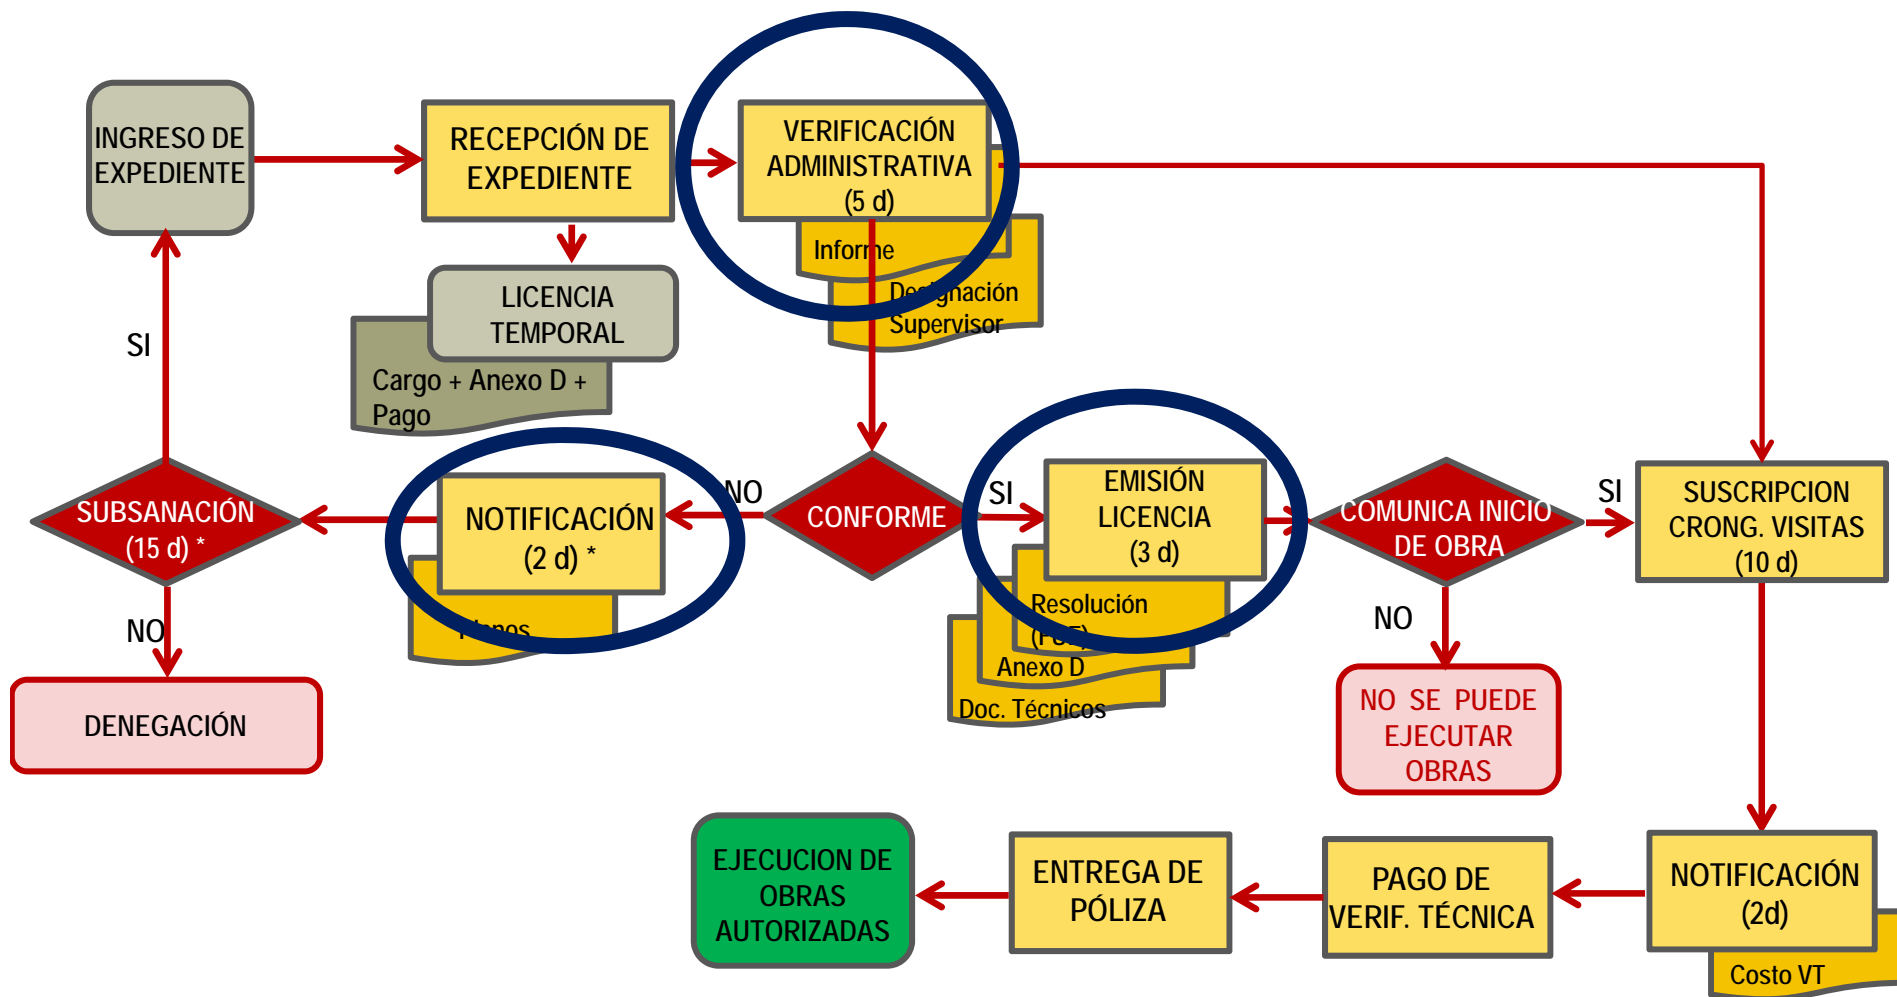 INGRESO DE
EXPEDIENTE
RECEPCIÓN DE
EXPEDIENTE
VERIFICACIÓN
ADMINISTRATIVA
(5 d)
Informe
Designación
Supervisor
LICENCIA
TEMPORAL
Cargo + Anexo D +
Pago
SI
SUBSANACIÓN
(15 d) *
NO
DENEGACIÓN
NOTIFICACIÓN
(2 d) *
Planos
NO
CONFORME
SI
EMISIÓN
LICENCIA
(3 d)
Resolución
(FUE)
Anexo D
Doc. Técnicos
COMUNICA INICIO
DE OBRA
SI
SUSCRIPCION
CRONG. VISITAS
(10 d)
NO
NO SE PUEDE
EJECUTAR
OBRAS
EJECUCION DE
OBRAS
AUTORIZADAS
ENTREGA DE
PÓLIZA
PAGO DE
VERIF. TÉCNICA
NOTIFICACIÓN
(2d)
Costo VT